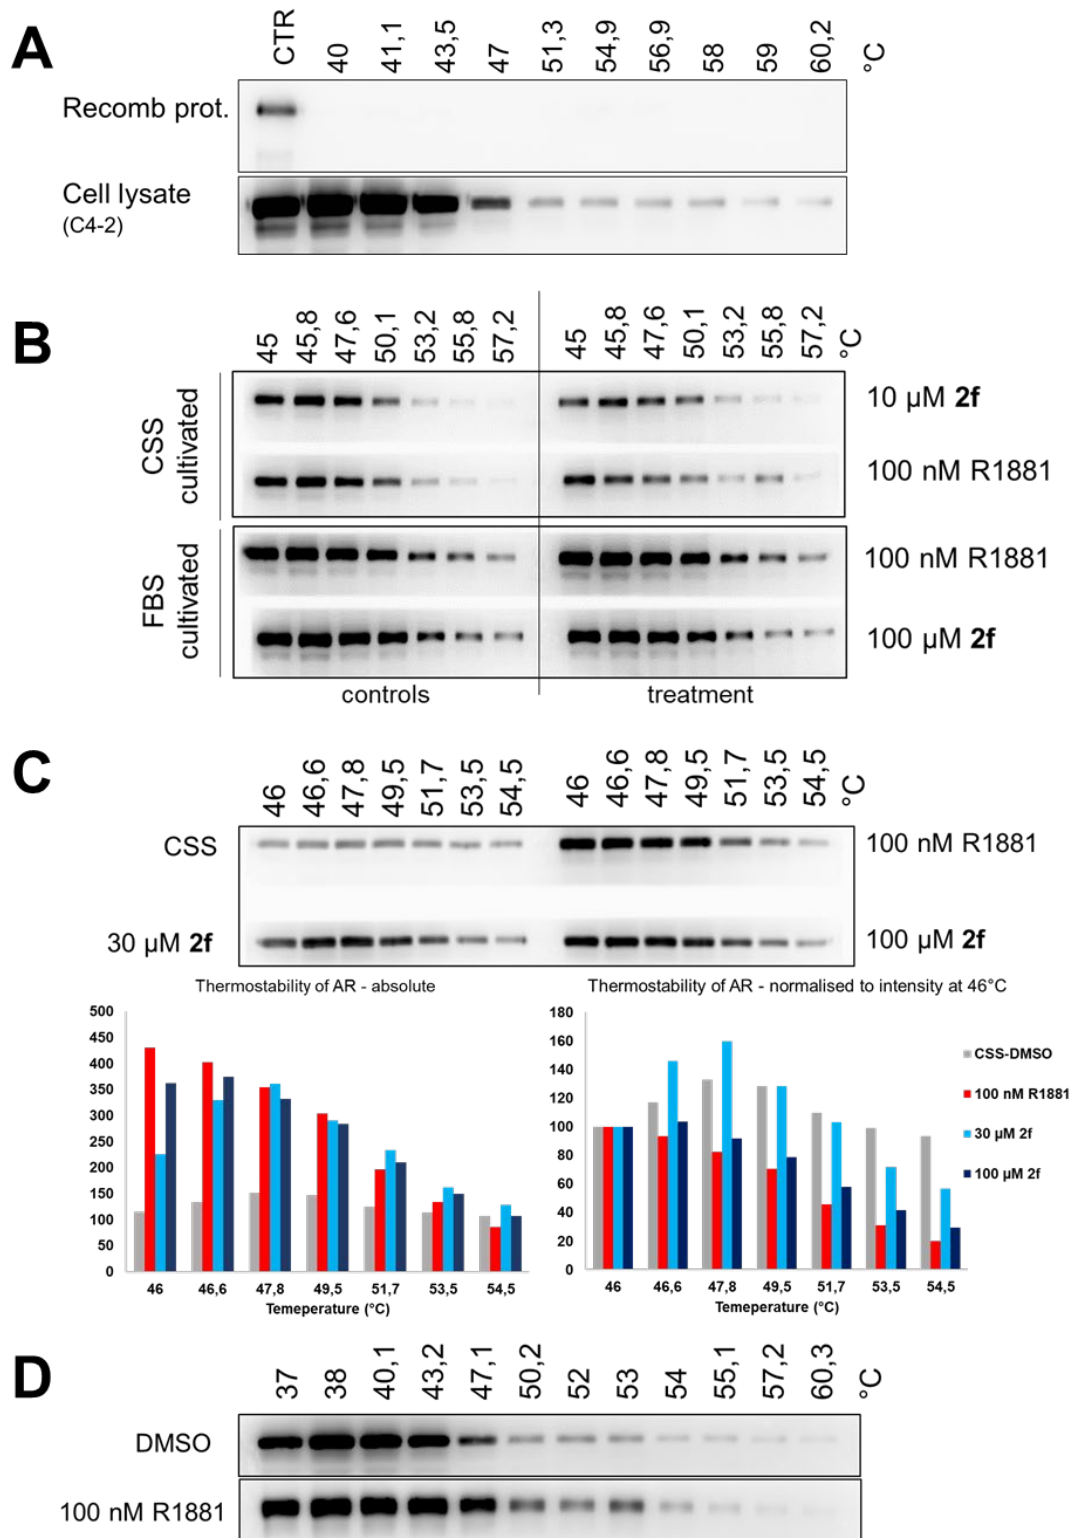 A
CTR 40 41,1 43,5 47 51,3 54,9 56,9 58 59 60,2 °C
Recomb prot.
Cell lysate
(C4-2)
B
45 45,8 47,6 50,1 53,2 55,8 57,2 45 45,8 47,6 50,1 53,2 55,8 57,2 °C
CSS
cultivated
10 µM 2f
100 nM R1881
FBS
cultivated
100 nM R1881
100 µM 2f
controls treatment
C
46 46,6 47,8 49,5 51,7 53,5 54,5 46 46,6 47,8 49,5 51,7 53,5 54,5 °C
CSS 100 nM R1881
30 µM 2f 100 µM 2f
Thermostability of AR - absolute
500
450
400
350
300
250
200
150
100
50
0
46 46,6 47,8 49,5 51,7 53,5 54,5
Temeperature (°C)
Thermostability of AR - normalised to intensity at 46°C
180
160
140
120
100
80
60
40
20
0
46 46,6 47,8 49,5 51,7 53,5 54,5
Temeperature (°C)
CSS-DMSO
100 nM R1881
30 µM 2f
100 µM 2f
D
37 38 40,1 43,2 47,1 50,2 52 53 54 55,1 57,2 60,3 °C
DMSO
100 nM R1881